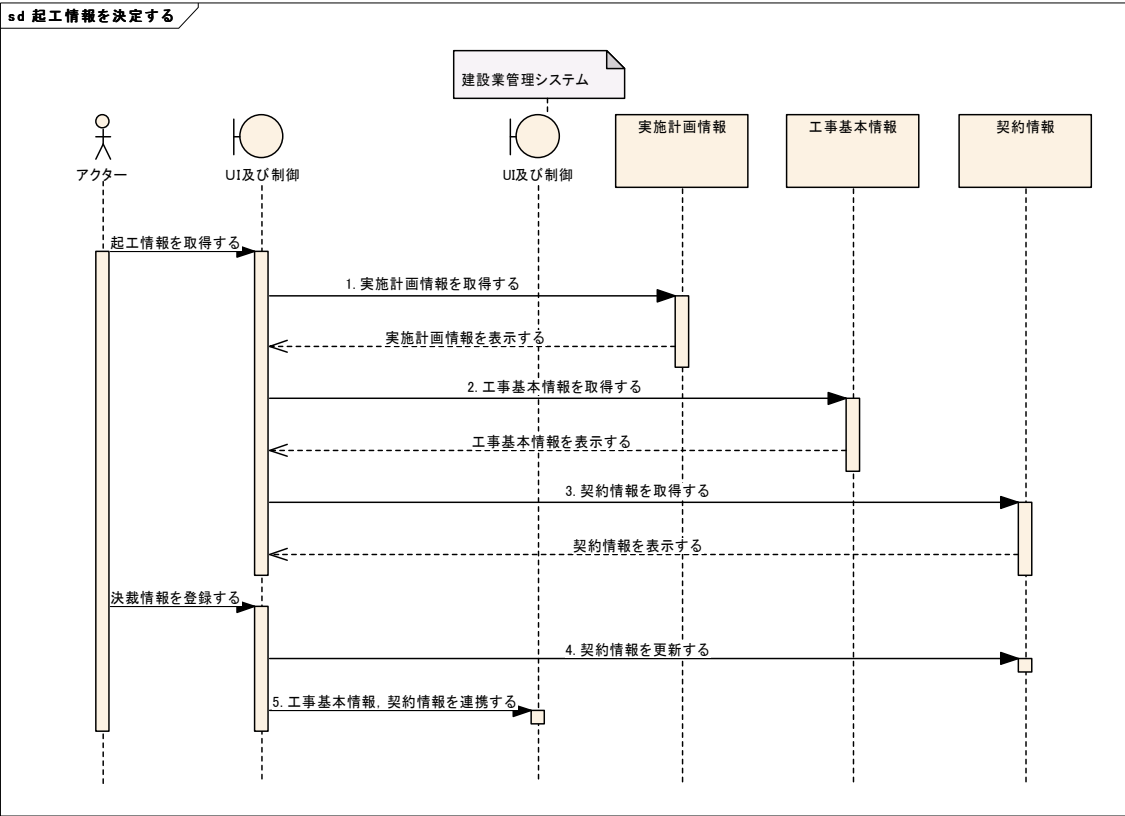 sd 起工情報を決定する
建設業管理システム
アクター
UI及び制御
UI及び制御
実施計画情報
工事基本情報
契約情報
起工情報を取得する
1. 実施計画情報を取得する
実施計画情報を表示する
2. 工事基本情報を取得する
工事基本情報を表示する
3. 契約情報を取得する
契約情報を表示する
決裁情報を登録する
4. 契約情報を更新する
5. 工事基本情報, 契約情報を連携する